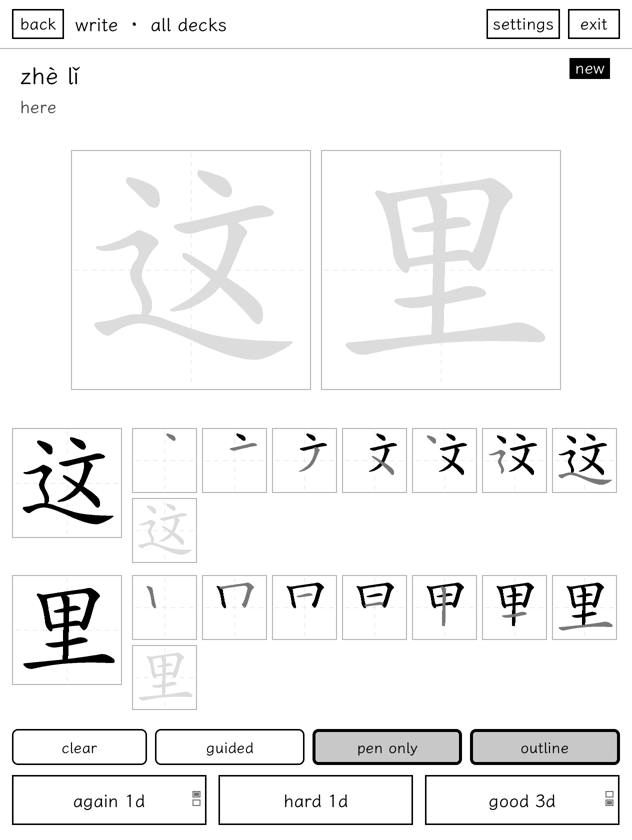 back write • all decks settings exit
zhè lǐ new
here
这里
这
里
clear guided pen only outline
again 1d hard 1d good 3d